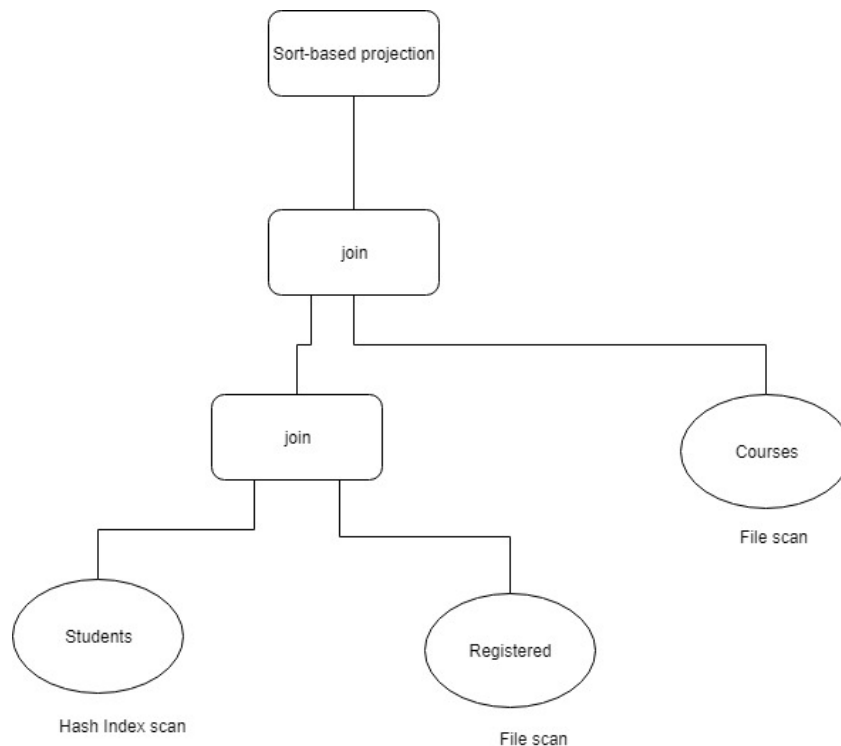 Sort-based projection
join
join
Courses
File scan
Students
Registered
Hash Index scan
File scan